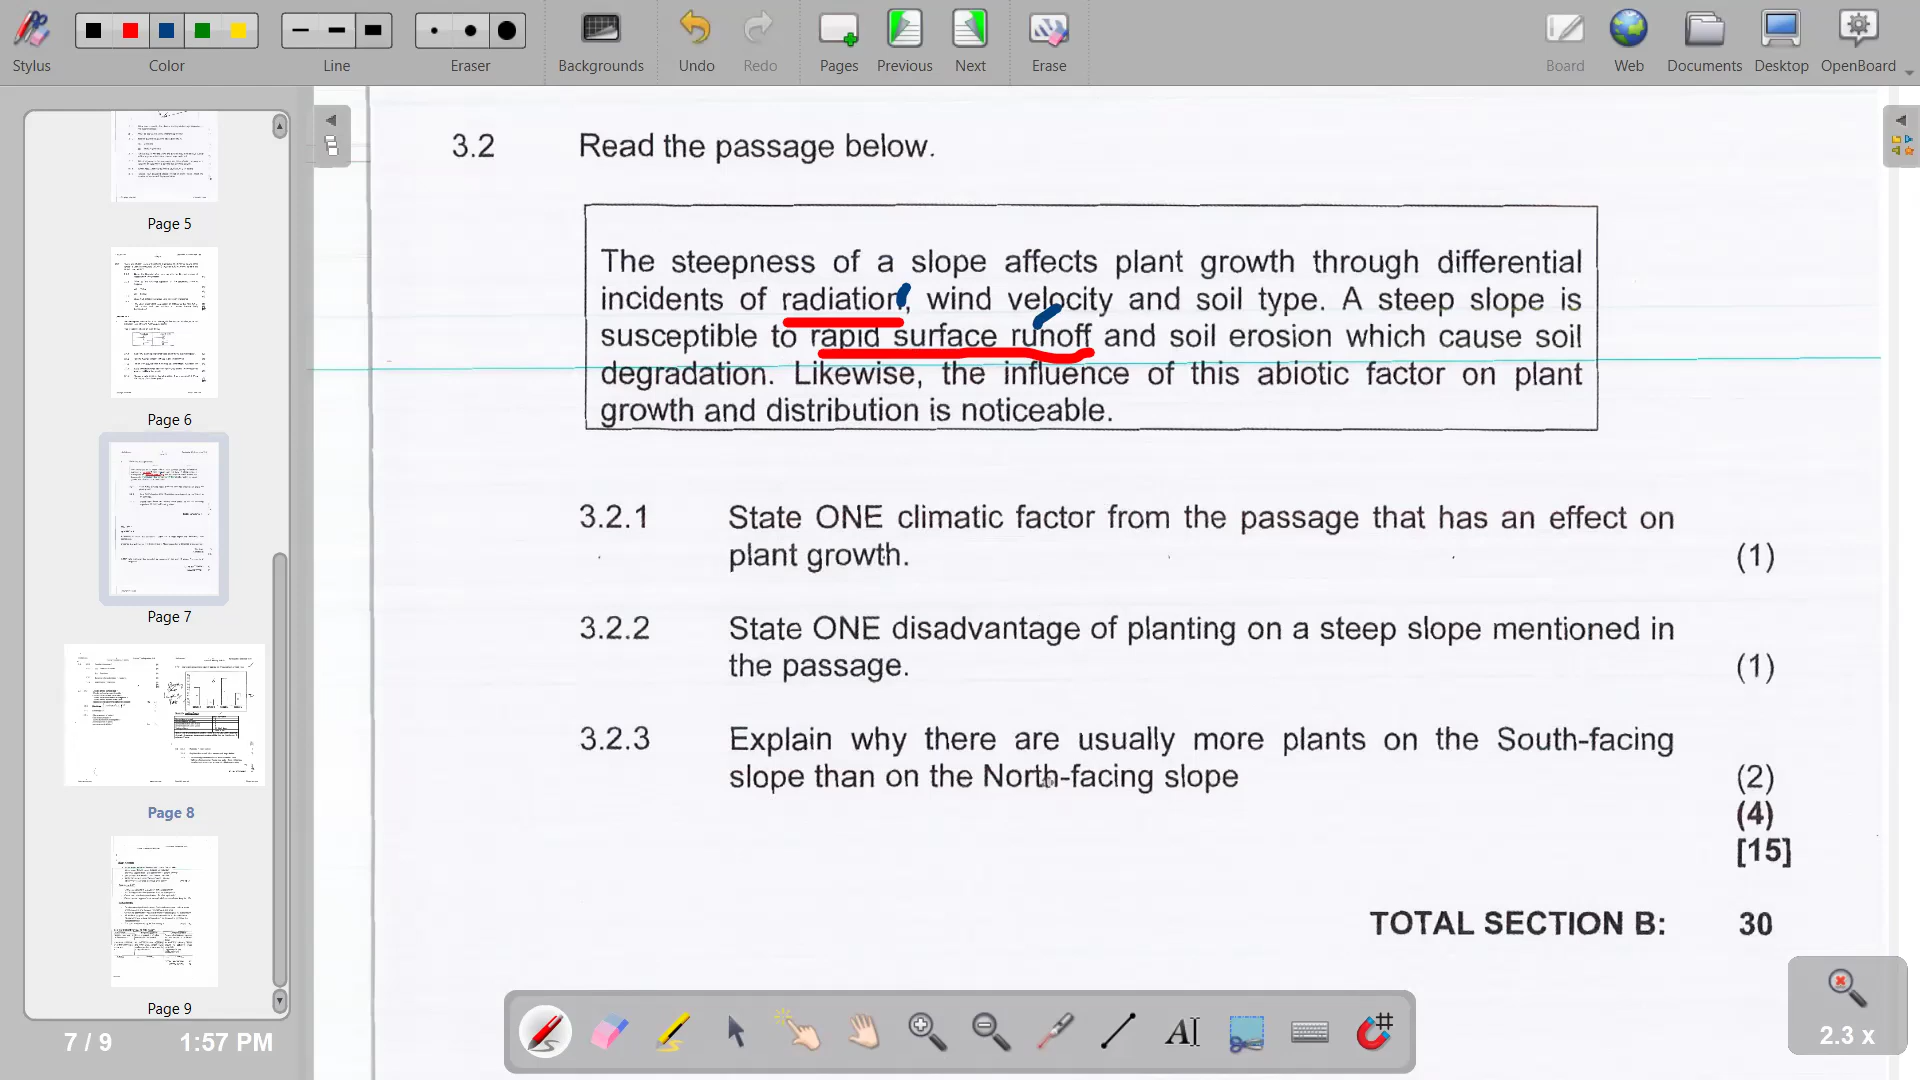 Stylus
Color
Line
Eraser
Backgrounds
Undo
Redo
Pages
Previous
Next
Erase
Board
Web
Documents
Desktop
OpenBoard
Page 5
Page 6
Page 7
Page 8
Page 9
7 / 9 1:57 PM
3.2 Read the passage below.
The steepness of a slope affects plant growth through differential
incidents of radiation, wind velocity and soil type. A steep slope is
susceptible to rapid surface runoff and soil erosion which cause soil
degradation. Likewise, the influence of this abiotic factor on plant
growth and distribution is noticeable.
3.2.1 State ONE climatic factor from the passage that has an effect on
plant growth. (1)
3.2.2 State ONE disadvantage of planting on a steep slope mentioned in
the passage. (1)
3.2.3 Explain why there are usually more plants on the South-facing
slope than on the North-facing slope (2)
(4)
[15]
TOTAL SECTION B: 30
2.3 x